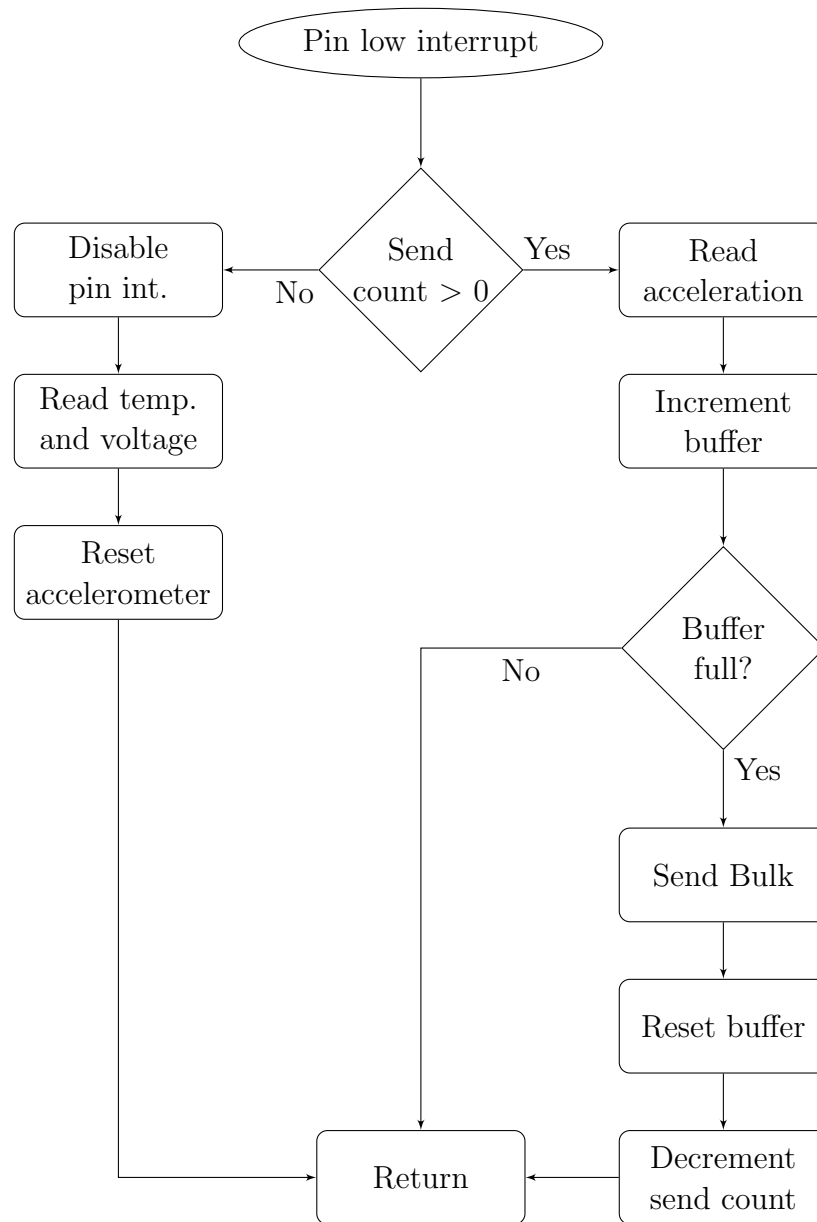 Pin low interrupt
Send
count > 0
No
Yes
Disable
pin int.
Read
acceleration
Read temp.
and voltage
Increment
buffer
Reset
accelerometer
Buffer
full?
No
Yes
Send Bulk
Reset buffer
Decrement
send count
Return